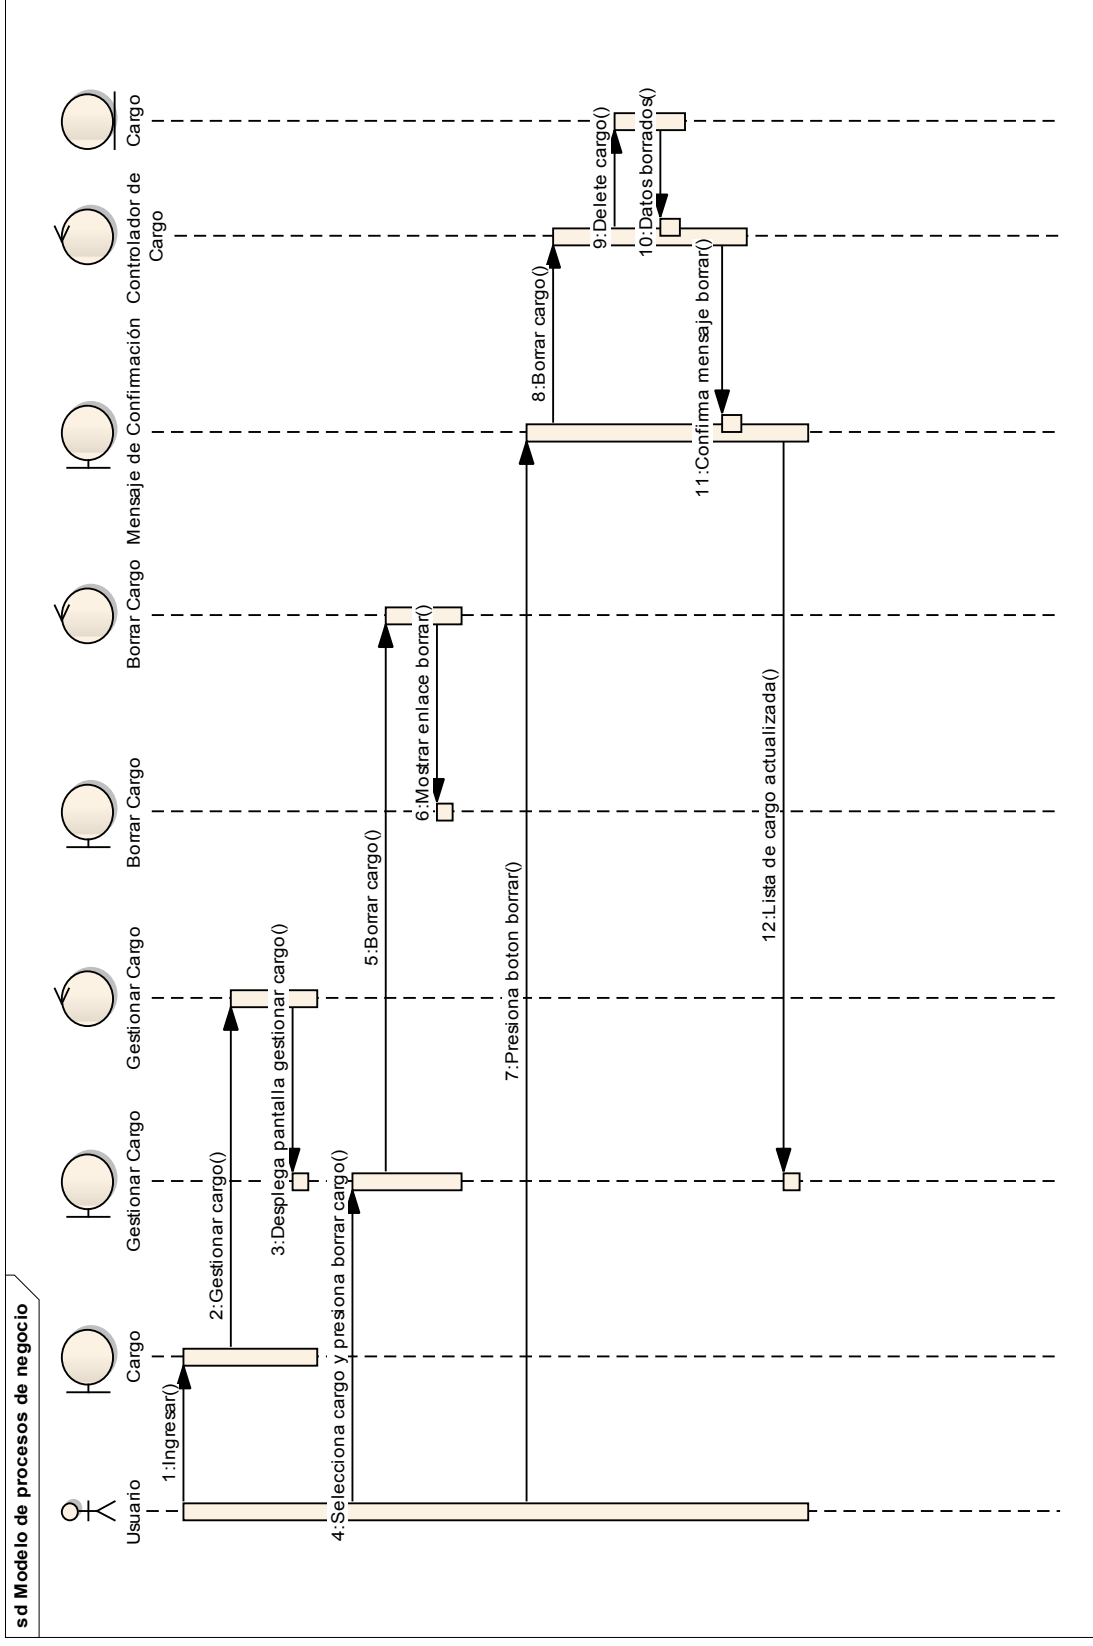 sd Modelo de procesos de negocio
Usuario
Cargo
Gestionar Cargo
Gestionar Cargo
Borrar Cargo
Borrar Cargo
Mensaje de Confirmación
Controlador de
Cargo
Cargo
1:Ingresar()
2:Gestionar cargo()
3:Desplega pantalla gestionar cargo()
4:Selecciona cargo y presiona borrar cargo()
5:Borrar cargo()
6:Mostrar enlace borrar()
7:Presiona boton borrar()
8:Borrar cargo()
9:Delete cargo()
10:Datos borrados()
11:Confirma mensaje borrar()
12:Lista de cargo actualizada()